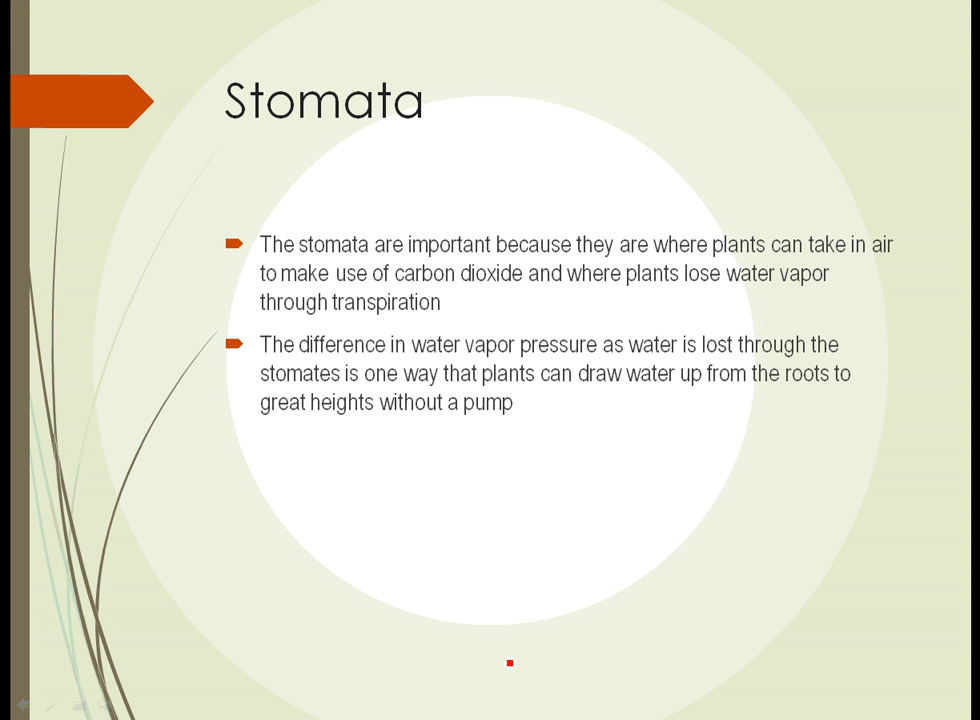 Stomata
The stomata are important because they are where plants can take in air
to make use of carbon dioxide and where plants lose water vapor
through transpiration
The difference in water vapor pressure as water is lost through the
stomates is one way that plants can draw water up from the roots to
great heights without a pump